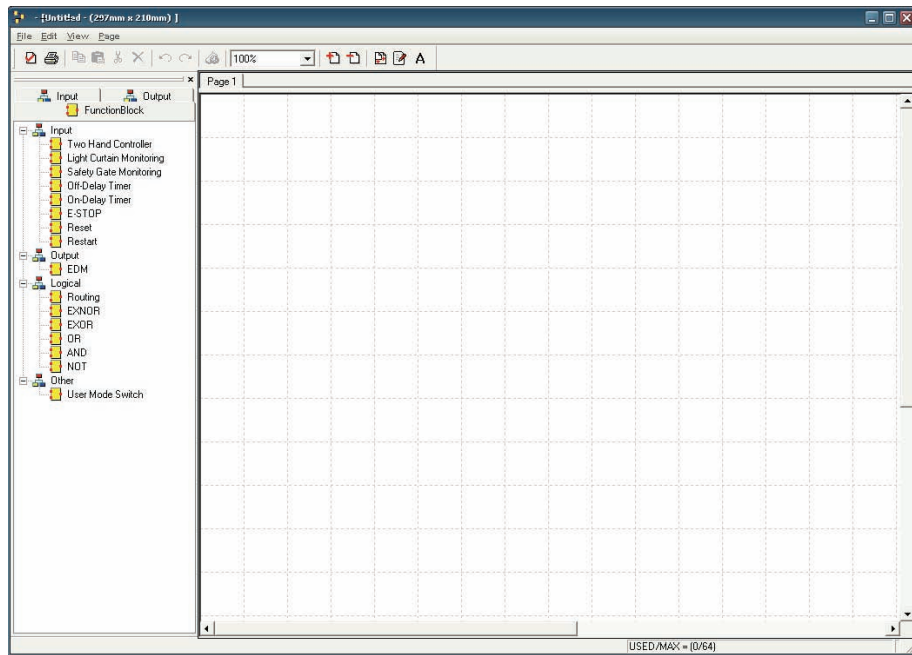 - [Untitled - (297mm x 210mm) ]
File Edit View Page
100%
A
Page 1
Input Output
FunctionBlock
Input
Two Hand Controller
Light Curtain Monitoring
Safety Gate Monitoring
Off-Delay Timer
On-Delay Timer
E-STOP
Reset
Restart
Output
EDM
Logical
Routing
EXNOR
EXOR
OR
AND
NOT
Other
User Mode Switch
USED/MAX = (0/64)